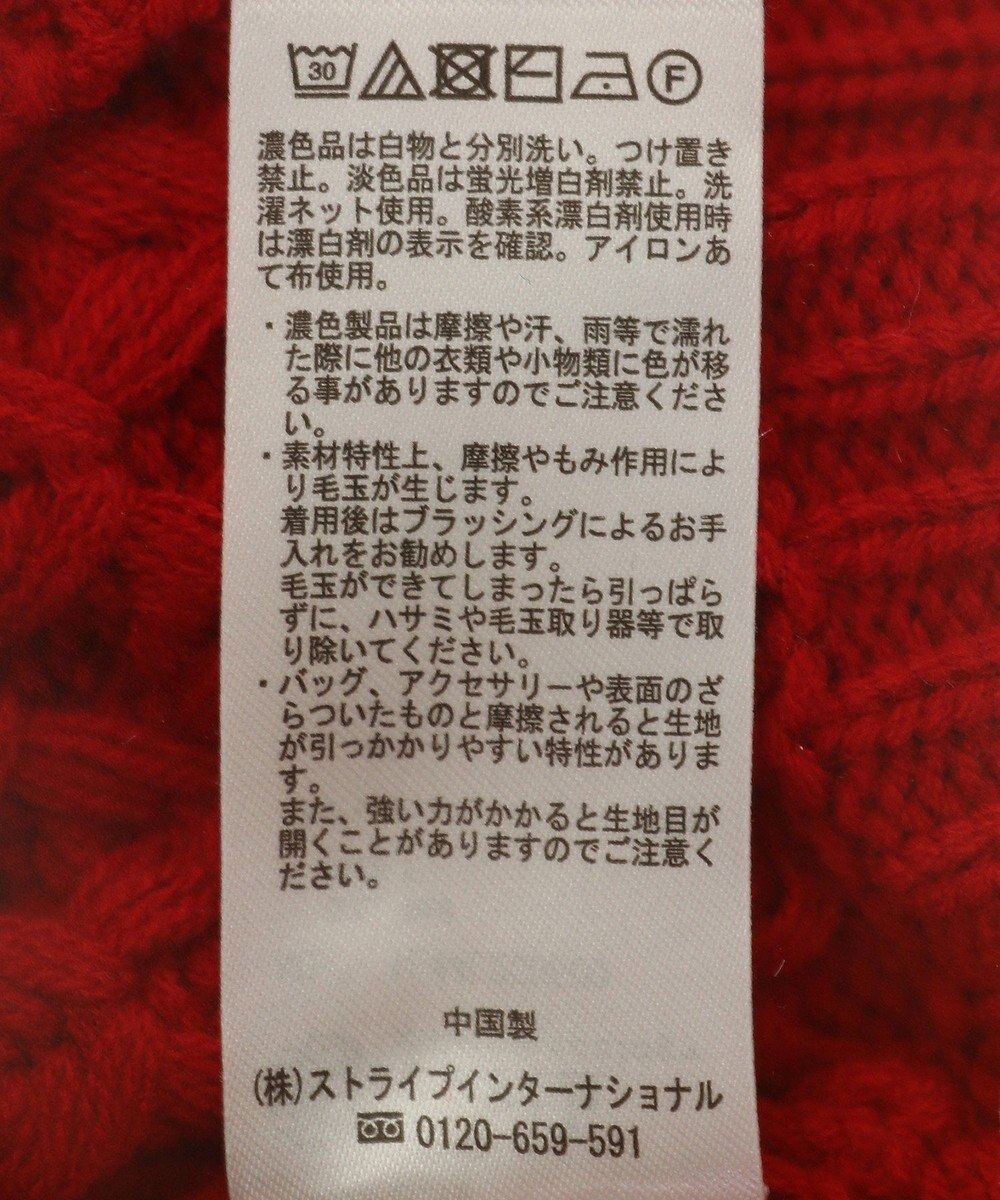 30 F
濃色品は白物と分別洗い。つけ置き
禁止。淡色品は蛍光増白剤禁止。洗
濯ネット使用。酸素系漂白剤使用時
は漂白剤の表示を確認。アイロンあ
て布使用。
・濃色製品は摩擦や汗、雨等で濡れ
た際に他の衣類や小物類に色が移
る事がありますのでご注意くださ
い。
・素材特性上、摩擦やもみ作用によ
り毛玉が生じます。
着用後はブラッシングによるお手
入れをお勧めします。
毛玉ができてしまったら引っぱら
ずに、ハサミや毛玉取り器等で取
り除いてください。
・バッグ、アクセサリーや表面のざ
らついたものと摩擦されると生地
が引っかかりやすい特性がありま
す。
また、強い力がかかると生地目が
開くことがありますのでご注意く
ださい。
中国製
(株)ストライプインターナショナル
0120-659-591